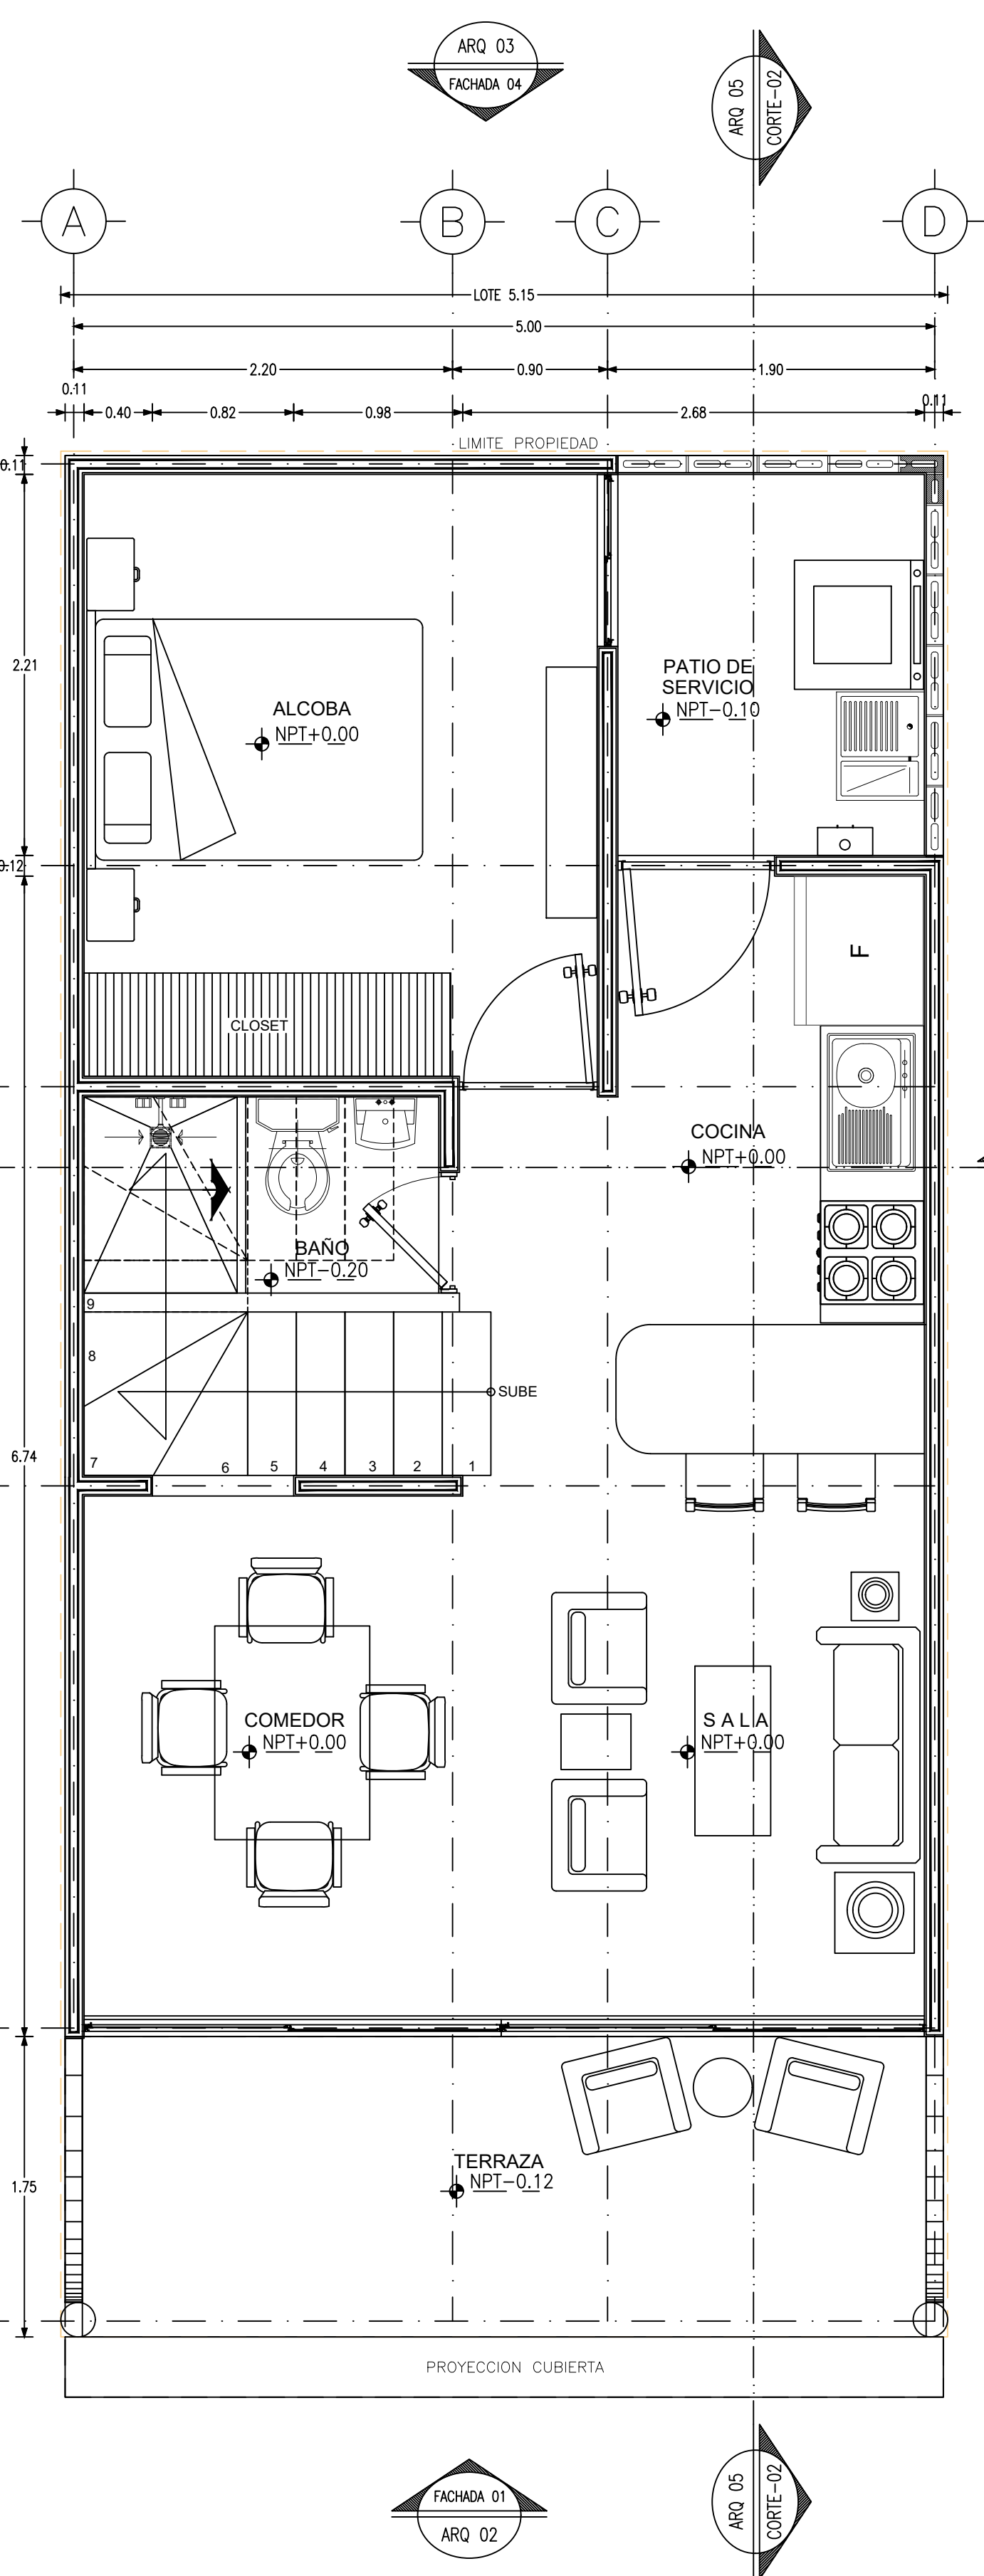 ARQ 03
FACHADA 04
ARQ 05
CORTE-02
A
B
C
D
LOTE 5.15
5.00
2.20
0.90
1.90
0.11
0.40
0.82
0.98
2.68
0.11
LIMITE PROPIEDAD
0.11
2.21
PATIO DE
SERVICIO
NPT-0.10
ALCOBA
NPT+0.00
0.12
F
CLOSET
COCINA
NPT+0.00
BAÑO
NPT-0.20
9
8
SUBE
7
6
5
4
3
2
1
6.74
COMEDOR
NPT+0.00
SALA
NPT+0.00
TERRAZA
NPT-0.12
1.75
PROYECCION CUBIERTA
FACHADA 01
ARQ 02
ARQ 05
CORTE-02